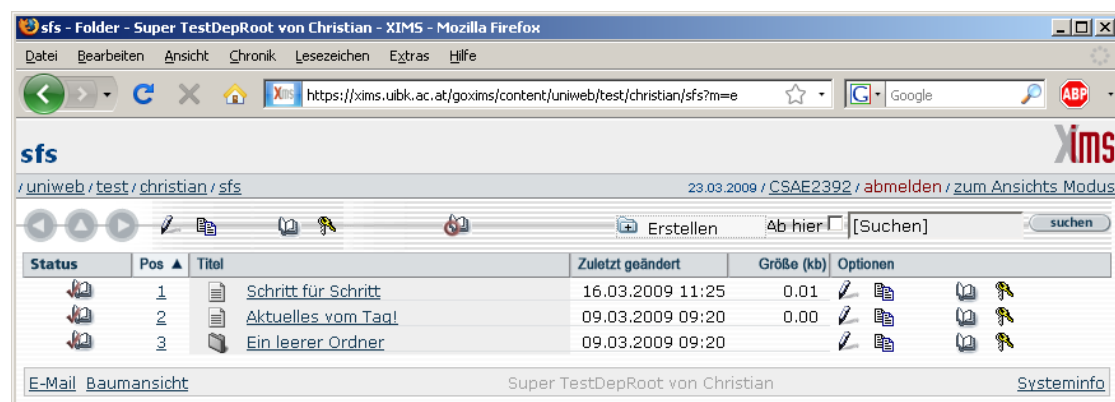 sfs - Folder - Super TestDepRoot von Christian - XIMS - Mozilla Firefox
Datei Bearbeiten Ansicht Chronik Lesezeichen Extras Hilfe
Xims https://xims.uibk.ac.at/goxims/content/uniweb/test/christian/sfs?m=e G Google ABP
sfs Xims
/ uniweb / test / christian / sfs 23.03.2009 / CSAE2392 / abmelden / zum Ansichts Modus
Erstellen Ab hier [Suchen] suchen
Status Pos ▲ Titel Zuletzt geändert Größe (kb) Optionen
1 Schritt für Schritt 16.03.2009 11:25 0.01
2 Aktuelles vom Tag! 09.03.2009 09:20 0.00
3 Ein leerer Ordner 09.03.2009 09:20
E-Mail Baumansicht Super TestDepRoot von Christian Systeminfo